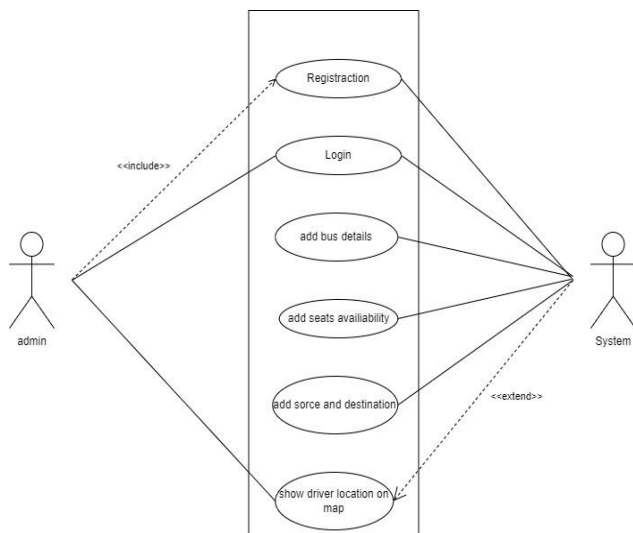 Registraction
<<include>>
Login
add bus details
admin
add seats availiability
System
add sorce and destination
<<extend>>
show driver location on
map